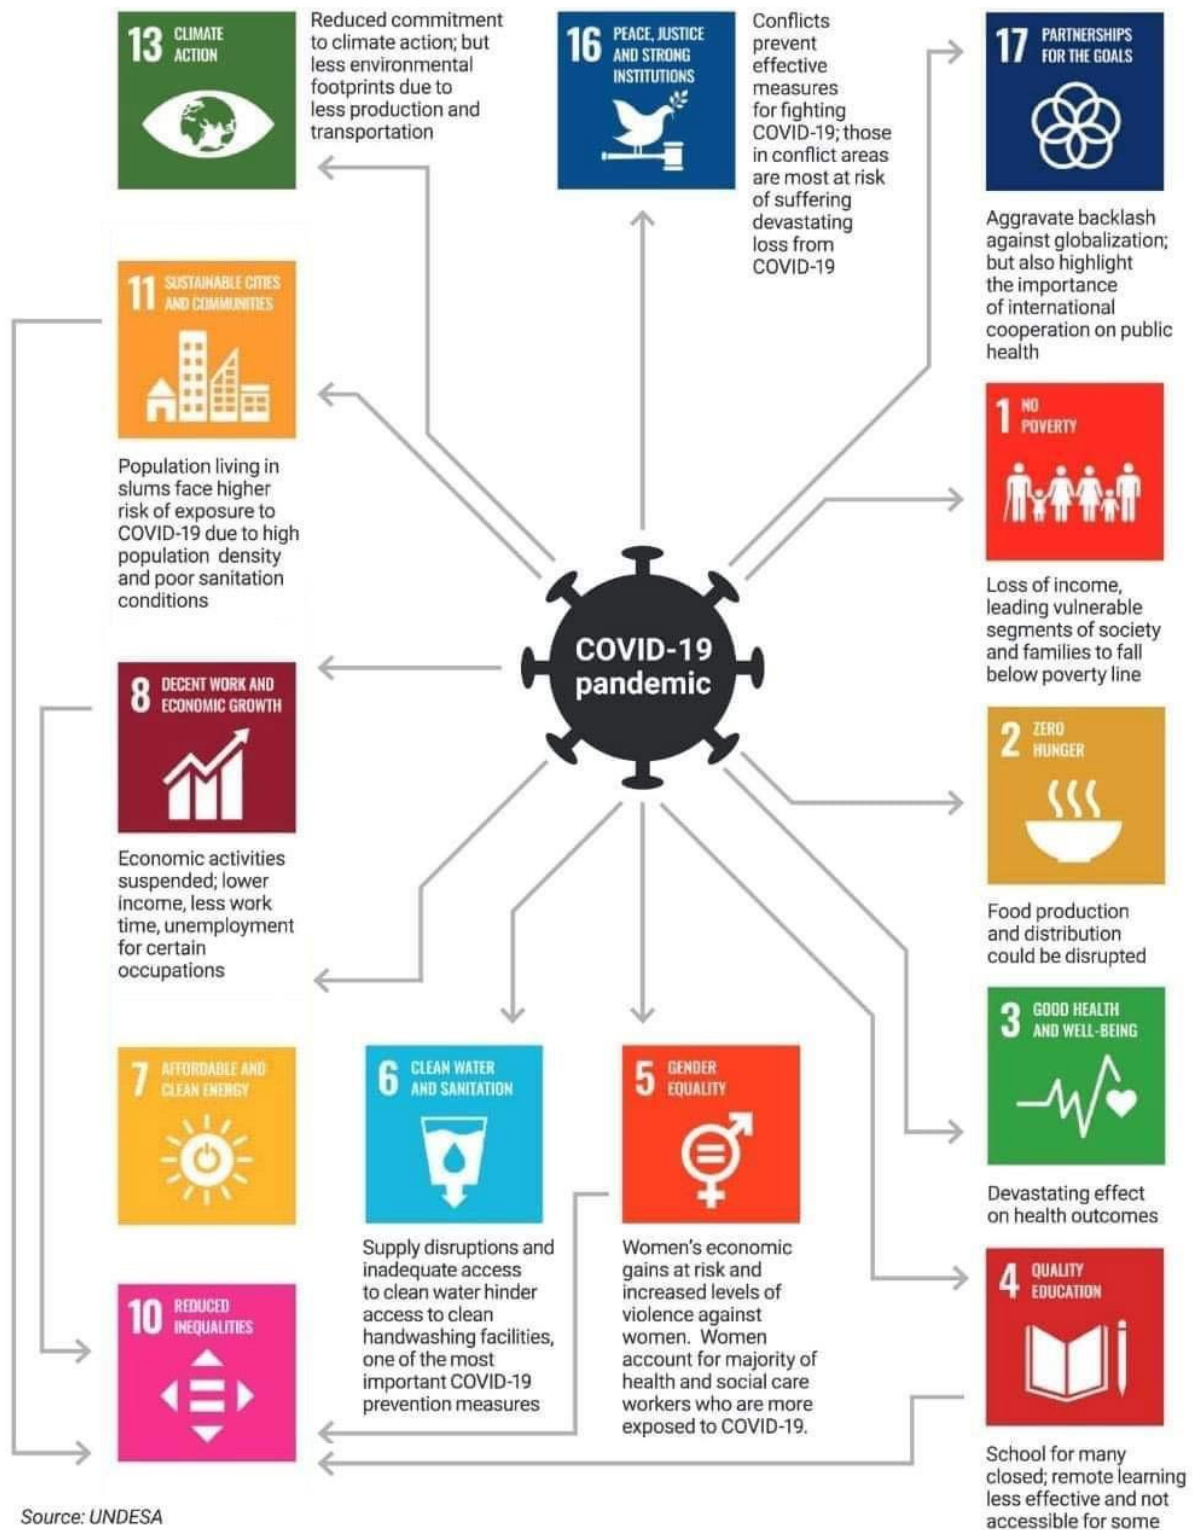 13 CLIMATE
ACTION
Reduced commitment
to climate action; but
less environmental
footprints due to
less production and
transportation
16 PEACE, JUSTICE
AND STRONG
INSTITUTIONS
Conflicts
prevent
effective
measures
for fighting
COVID-19; those
in conflict areas
are most at risk
of suffering
devastating
loss from
COVID-19
17 PARTNERSHIPS
FOR THE GOALS
Aggravate backlash
against globalization;
but also highlight
the importance
of international
cooperation on public
health
11 SUSTAINABLE CITIES
AND COMMUNITIES
Population living in
slums face higher
risk of exposure to
COVID-19 due to high
population density
and poor sanitation
conditions
1 NO
POVERTY
Loss of income,
leading vulnerable
segments of society
and families to fall
below poverty line
COVID-19
pandemic
8 DECENT WORK AND
ECONOMIC GROWTH
Economic activities
suspended; lower
income, less work
time, unemployment
for certain
occupations
2 ZERO
HUNGER
Food production
and distribution
could be disrupted
3 GOOD HEALTH
AND WELL-BEING
Devastating effect
on health outcomes
7 AFFORDABLE AND
CLEAN ENERGY
6 CLEAN WATER
AND SANITATION
Supply disruptions and
inadequate access
to clean water hinder
access to clean
handwashing facilities,
one of the most
important COVID-19
prevention measures
5 GENDER
EQUALITY
Women's economic
gains at risk and
increased levels of
violence against
women. Women
account for majority of
health and social care
workers who are more
exposed to COVID-19.
4 QUALITY
EDUCATION
School for many
closed; remote learning
less effective and not
accessible for some
10 REDUCED
INEQUALITIES
Source: UNDESA